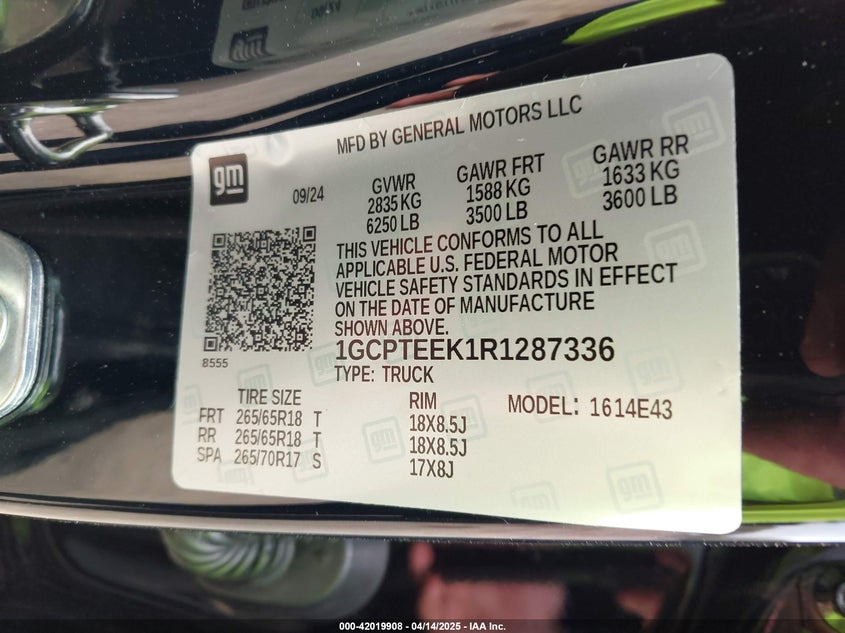 MFD BY GENERAL MOTORS LLC
gm
09/24
GVWR
2835 KG
6250 LB
GAWR FRT
1588 KG
3500 LB
GAWR RR
1633 KG
3600 LB
THIS VEHICLE CONFORMS TO ALL
APPLICABLE U.S. FEDERAL MOTOR
VEHICLE SAFETY STANDARDS IN EFFECT
ON THE DATE OF MANUFACTURE
SHOWN ABOVE.
8555
1GCPTEEK1R1287336
TYPE: TRUCK
TIRE SIZE
RIM
MODEL: 1614E43
FRT 265/65R18 T 18X8.5J
RR 265/65R18 T 18X8.5J
SPA 265/70R17 S 17X8J
000-42019908 - 04/14/2025 - IAA Inc.